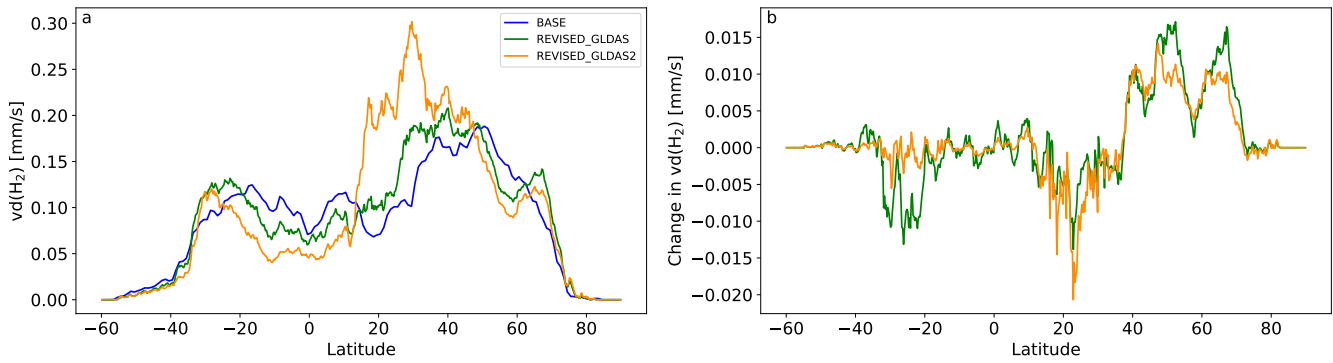 a
BASE
REVISED_GLDAS
REVISED_GLDAS2
vd(H₂) [mm/s]
0.30
0.25
0.20
0.15
0.10
0.05
0.00
−60 −40 −20 0 20 40 60 80
Latitude
b
Change in vd(H₂) [mm/s]
0.015
0.010
0.005
0.000
−0.005
−0.010
−0.015
−0.020
−60 −40 −20 0 20 40 60 80
Latitude